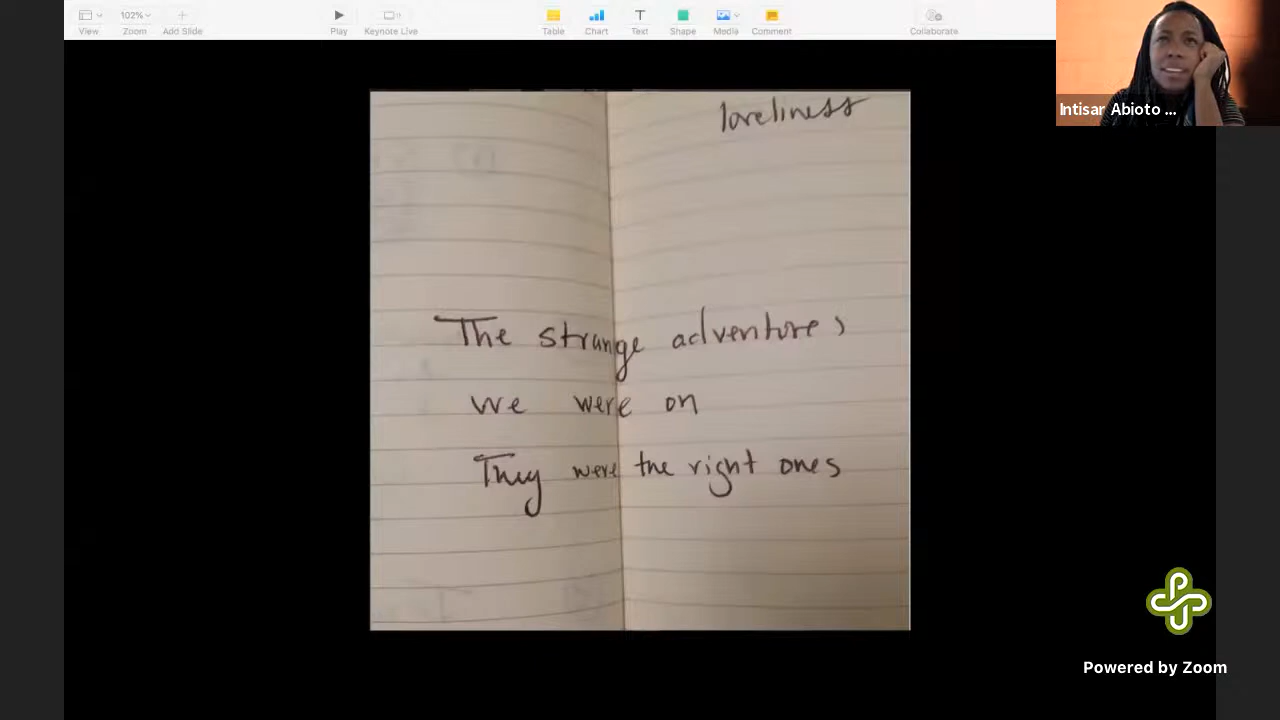 102%
View
Zoom
Add Slide
Play
Keynote Live
Table
Chart
Text
Shape
Media
Comment
Collaborate
Intisar Abioto ...
loveliness
The strange adventures
we were on
They were the right ones
Powered by Zoom